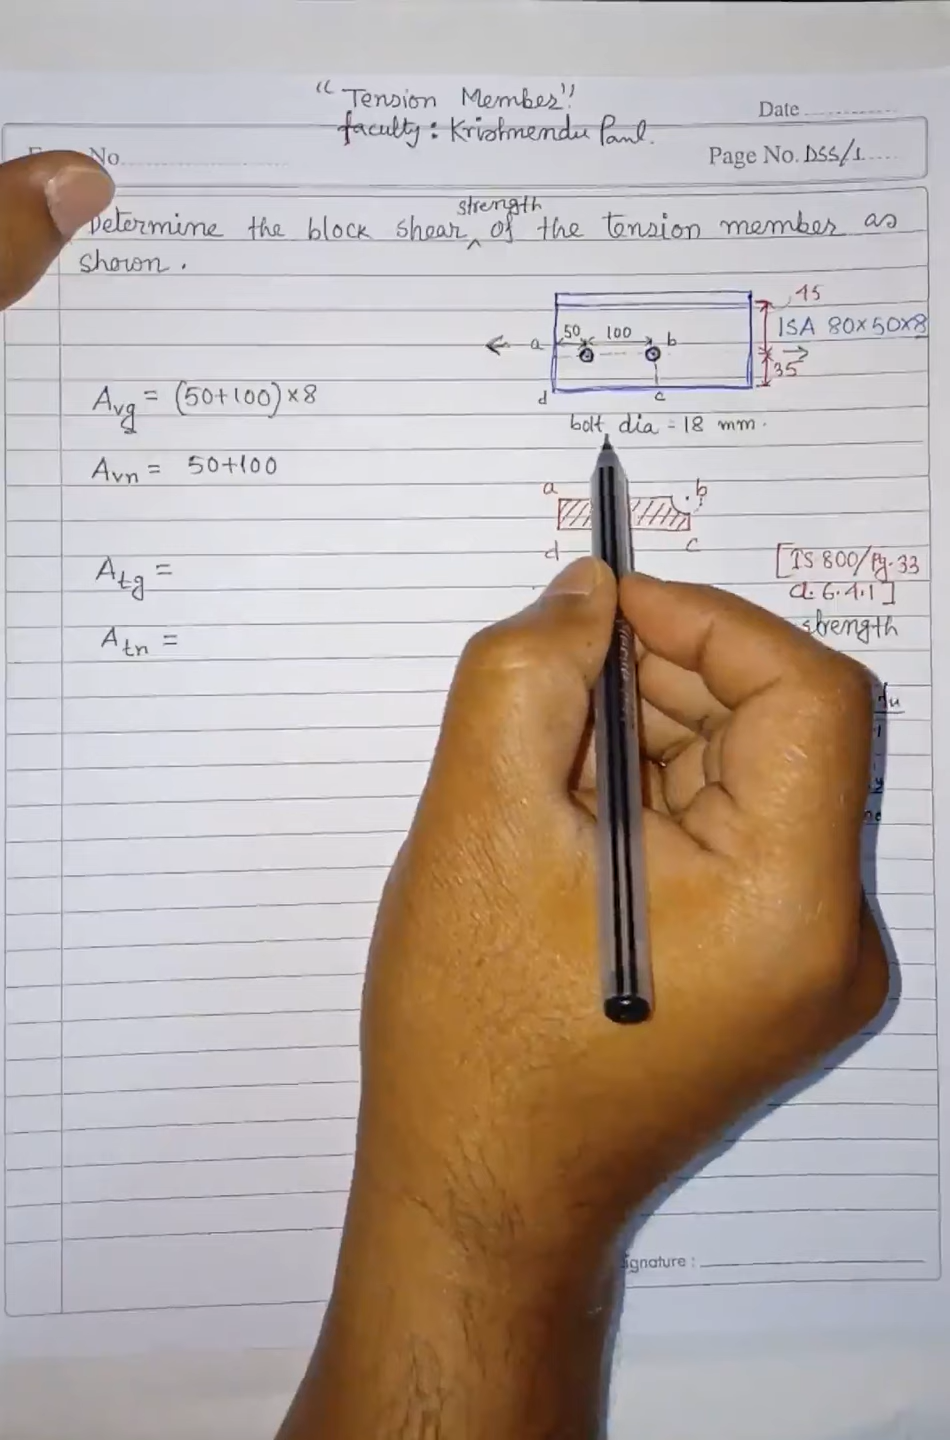 "Tension Member"
faculty: Krishnendu Paul.
Date
No
Page No. DSS/1
Determine the block shear strength of the tension member as
shown.
45
50 100
ISA 80×50×8
a b
35
d c
bolt dia = 18 mm.
Avg = (50+100)×8
Avn = 50+100
a b
d c
[IS 800/Pg. 33
Cl. 6.4.1]
Atg =
Atn =
strength
ignature :